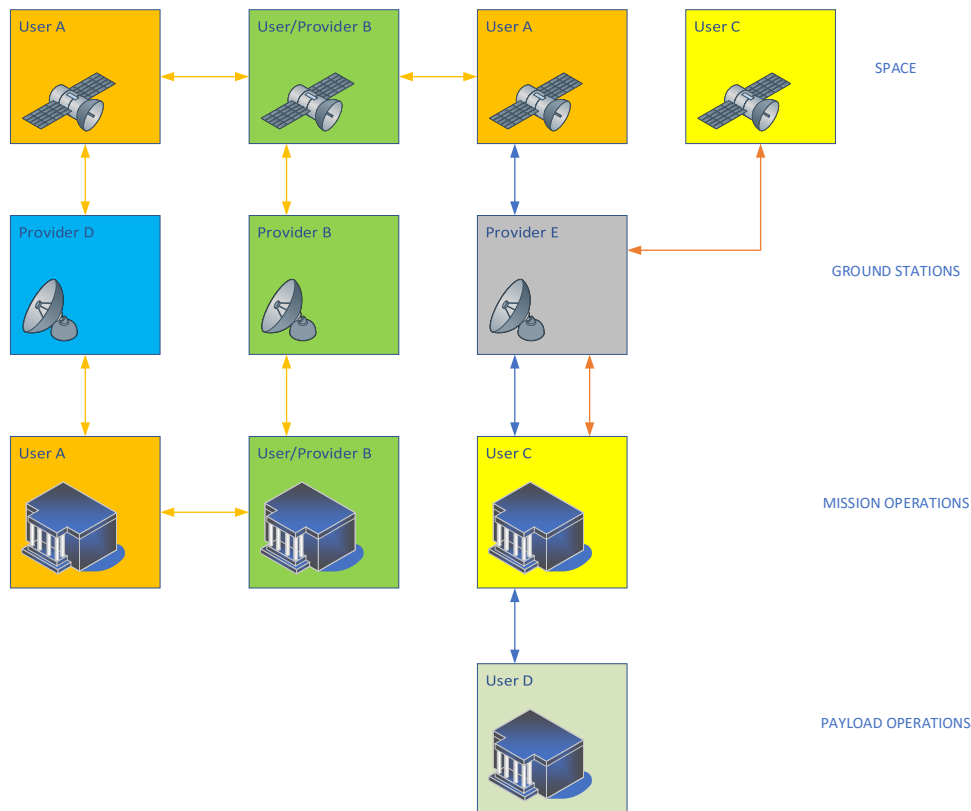 User A
User/Provider B
User A
User C
SPACE
Provider D
Provider B
Provider E
GROUND STATIONS
User A
User/Provider B
User C
MISSION OPERATIONS
User D
PAYLOAD OPERATIONS